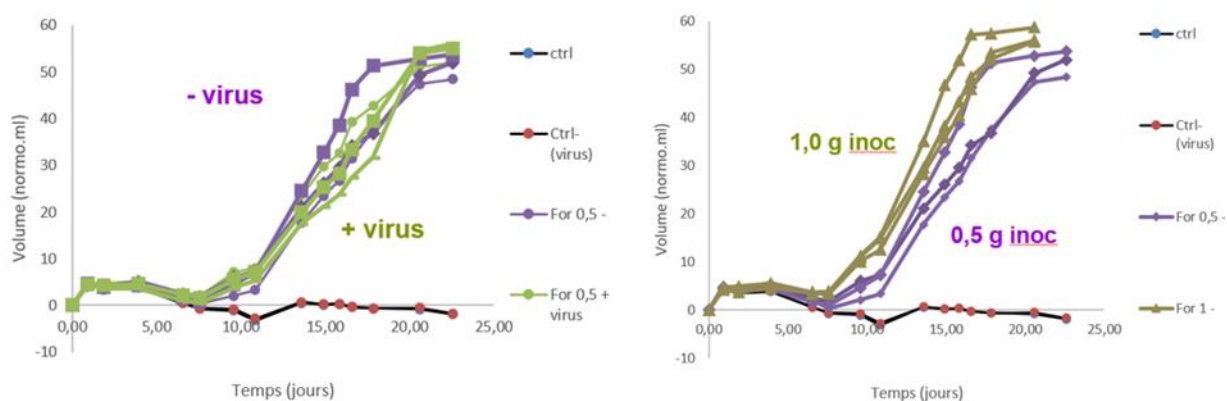 60
50
40
30
20
10
0
-10
0,00
5,00
10,00
15,00
20,00
25,00
Volume (normo.ml)
Temps (jours)
- virus
+ virus
ctrl
Ctrl-
(virus)
For 0,5 -
For 0,5 +
virus
60
50
40
30
20
10
0
-10
0,00
5,00
10,00
15,00
20,00
25,00
Volume (normo.ml)
Temps (jours)
1,0 g inoc
0,5 g inoc
ctrl
Ctrl-
(virus)
For 0,5 -
For 1 -